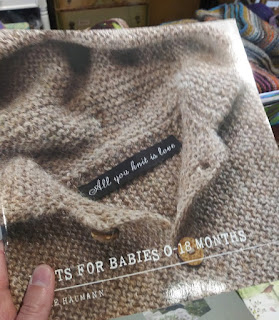 All you knit is love
TS FOR BABIES 0-18 MONTHS
E HAUMANN